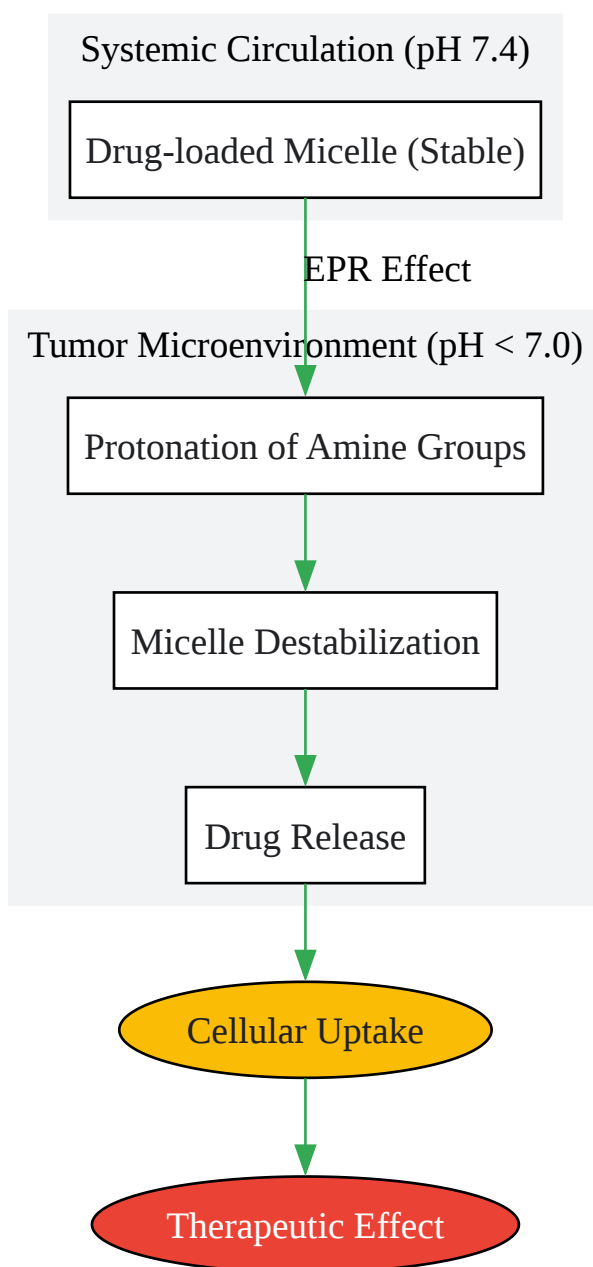 Systemic Circulation (pH 7.4)
Drug-loaded Micelle (Stable)
EPR Effect
Tumor Microenvironment (pH < 7.0)
Protonation of Amine Groups
Micelle Destabilization
Drug Release
Cellular Uptake
Therapeutic Effect